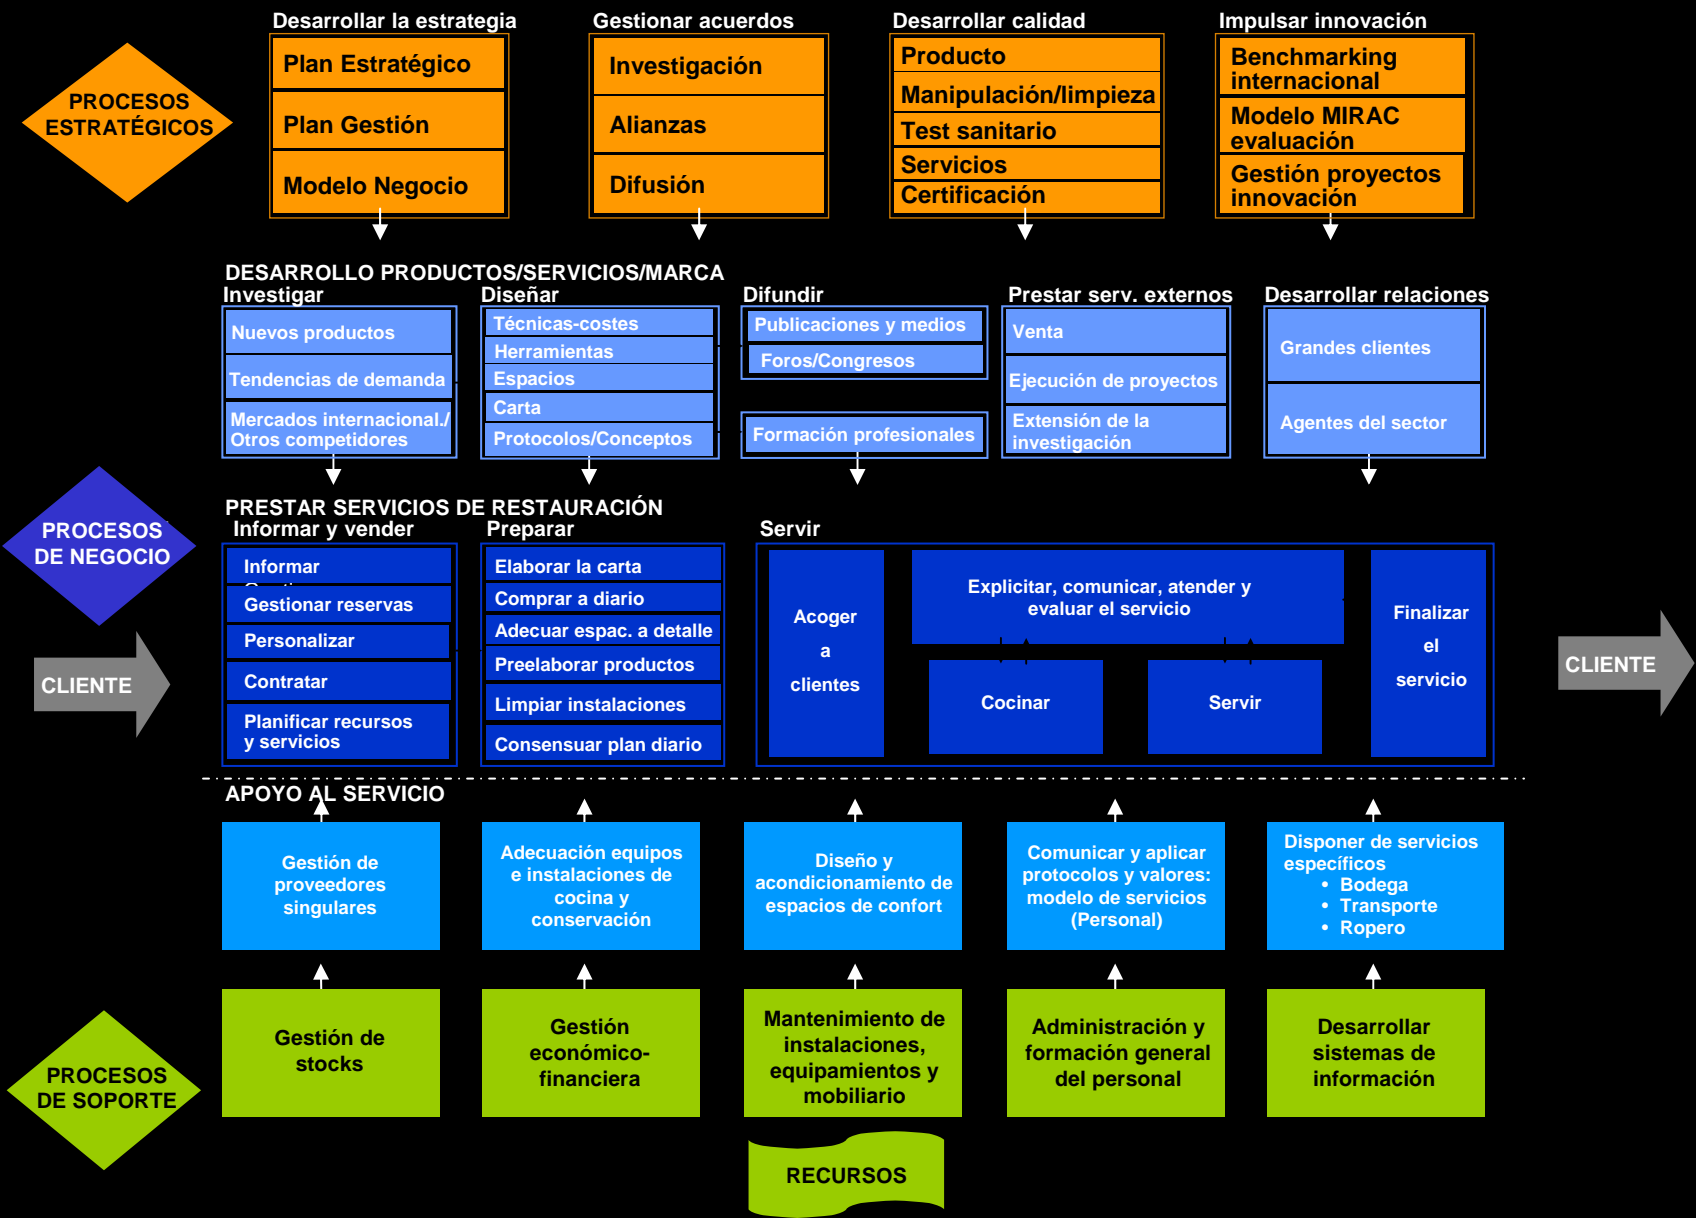 Desarrollar la estrategia
Plan Estratégico
Plan Gestión
Modelo Negocio
Gestionar acuerdos
Investigación
Alianzas
Difusión
Desarrollar calidad
Producto
Manipulación/limpieza
Test sanitario
Servicios
Certificación
Impulsar innovación
Benchmarking
internacional
Modelo MIRAC
evaluación
Gestión proyectos
innovación
PROCESOS
ESTRATÉGICOS
DESARROLLO PRODUCTOS/SERVICIOS/MARCA
Investigar
Nuevos productos
Tendencias de demanda
Mercados internacional./
Otros competidores
Diseñar
Técnicas-costes
Herramientas
Espacios
Carta
Protocolos/Conceptos
Difundir
Publicaciones y medios
Foros/Congresos
Formación profesionales
Prestar serv. externos
Venta
Ejecución de proyectos
Extensión de la
investigación
Desarrollar relaciones
Grandes clientes
Agentes del sector
PROCESOS
DE NEGOCIO
PRESTAR SERVICIOS DE RESTAURACIÓN
Informar y vender
Informar
Gestionar reservas
Personalizar
Contratar
Planificar recursos
y servicios
Preparar
Elaborar la carta
Comprar a diario
Adecuar espac. a detalle
Preelaborar productos
Limpiar instalaciones
Consensuar plan diario
Servir
Acoger
a
clientes
Explicitar, comunicar, atender y
evaluar el servicio
Cocinar
Servir
Finalizar
el
servicio
CLIENTE
CLIENTE
APOYO AL SERVICIO
Gestión de
proveedores
singulares
Adecuación equipos
e instalaciones de
cocina y
conservación
Diseño y
acondicionamiento de
espacios de confort
Comunicar y aplicar
protocolos y valores:
modelo de servicios
(Personal)
Disponer de servicios
específicos
• Bodega
• Transporte
• Ropero
PROCESOS
DE SOPORTE
Gestión de
stocks
Gestión
económico-
financiera
Mantenimiento de
instalaciones,
equipamientos y
mobiliario
Administración y
formación general
del personal
Desarrollar
sistemas de
información
RECURSOS